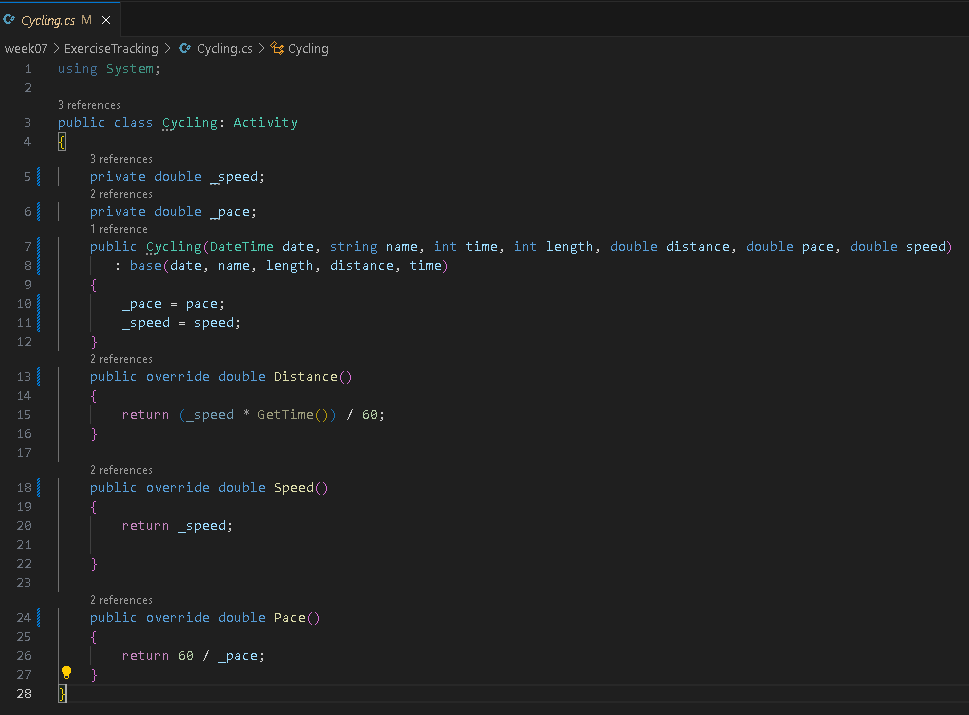 Cycling.cs M
week07 > ExerciseTracking > Cycling.cs > Cycling
1 using System;
2
3 references
3 public class Cycling: Activity
4 {
3 references
5 private double _speed;
2 references
6 private double _pace;
1 reference
7 public Cycling(DateTime date, string name, int time, int length, double distance, double pace, double speed)
8 : base(date, name, length, distance, time)
9 {
10 _pace = pace;
11 _speed = speed;
12 }
2 references
13 public override double Distance()
14 {
15 return (_speed * GetTime()) / 60;
16 }
17
2 references
18 public override double Speed()
19 {
20 return _speed;
21
22 }
23
2 references
24 public override double Pace()
25 {
26 return 60 / _pace;
27 }
28 }